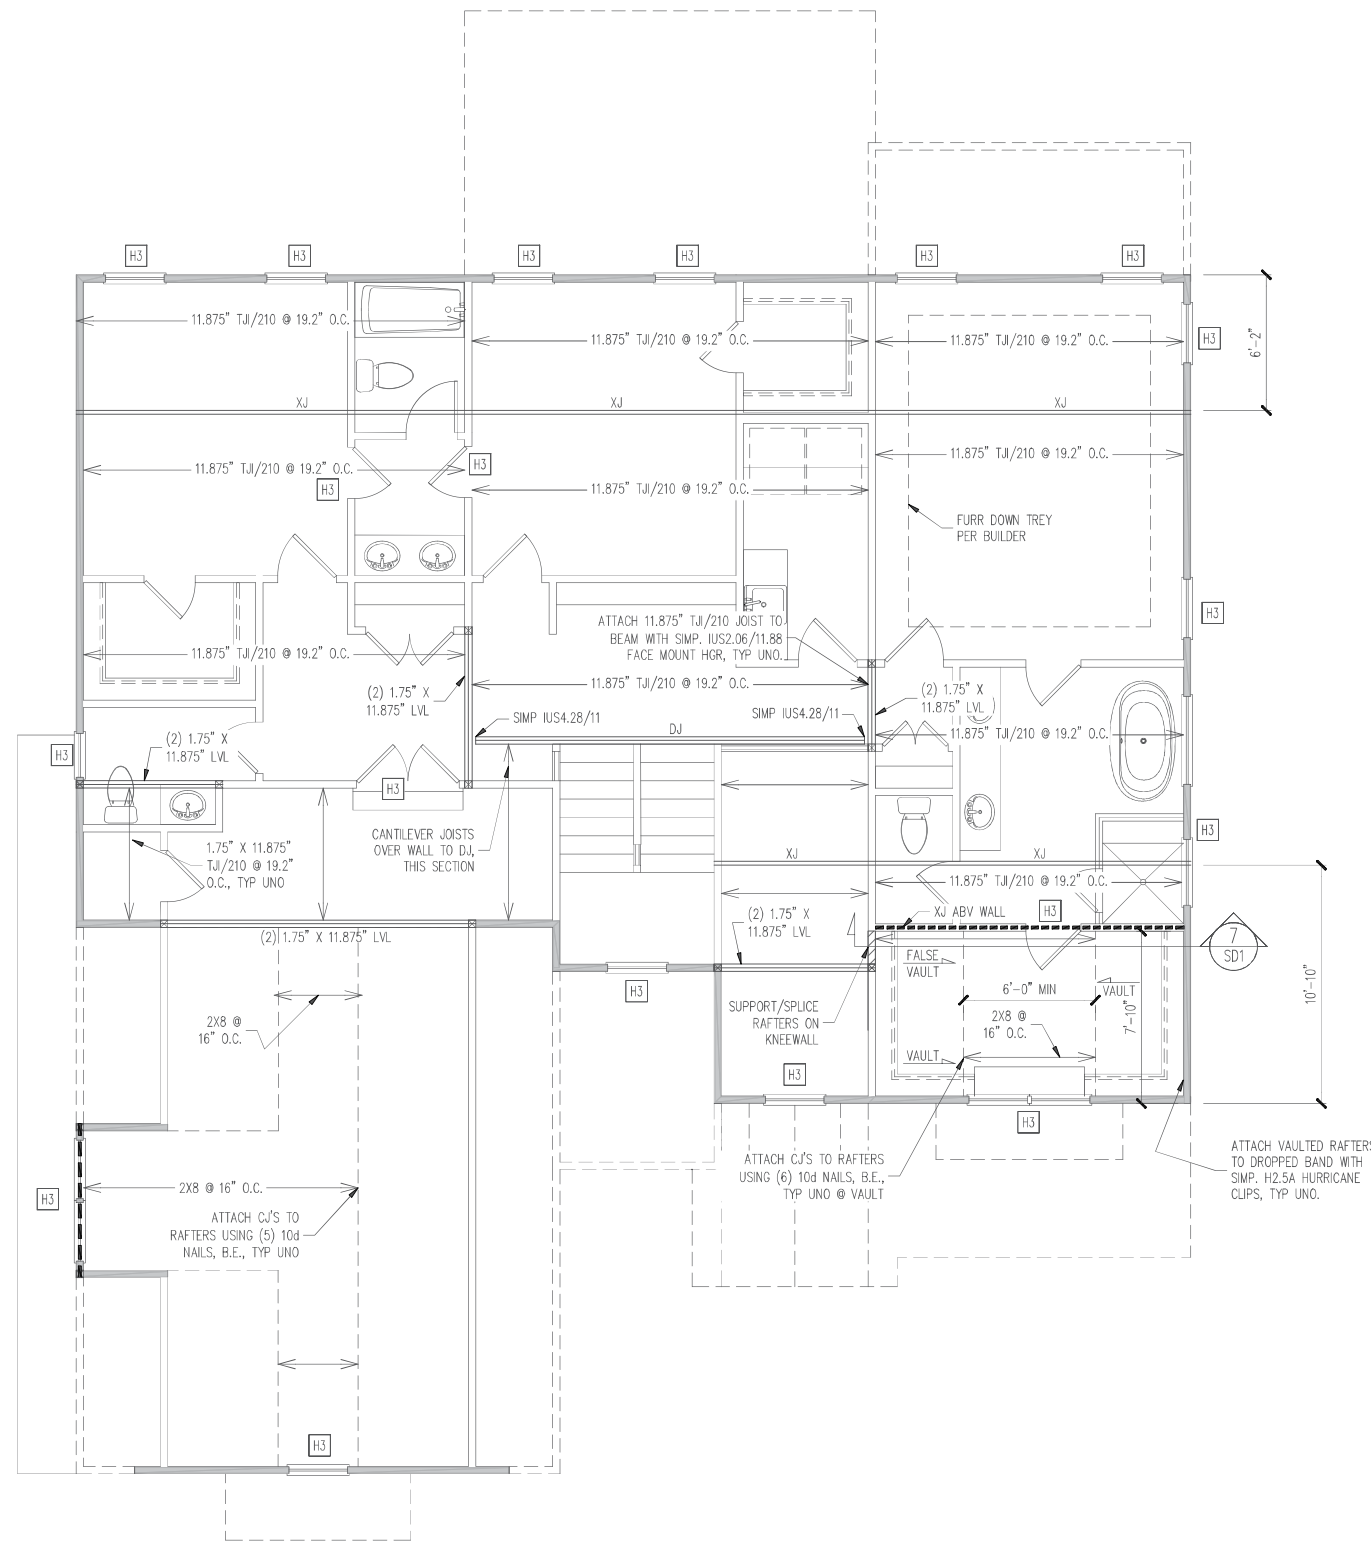 H3
H3
H3
H3
H3
H3
11.875" TJI/210 @ 19.2" O.C.
11.875" TJI/210 @ 19.2" O.C.
11.875" TJI/210 @ 19.2" O.C.
H3
6'-2"
XJ
XJ
XJ
11.875" TJI/210 @ 19.2" O.C.
H3
H3
11.875" TJI/210 @ 19.2" O.C.
11.875" TJI/210 @ 19.2" O.C.
FURR DOWN TREY
PER BUILDER
H3
ATTACH 11.875" TJI/210 JOIST TO
BEAM WITH SIMP. IUS2.06/11.88
FACE MOUNT HGR, TYP UNO.
11.875" TJI/210 @ 19.2" O.C.
11.875" TJI/210 @ 19.2" O.C.
(2) 1.75" X
11.875" LVL
(2) 1.75" X
11.875" LVL
SIMP IUS4.28/11
SIMP IUS4.28/11
DJ
11.875" TJI/210 @ 19.2" O.C.
H3
(2) 1.75" X
11.875" LVL
H3
CANTILEVER JOISTS
OVER WALL TO DJ,
THIS SECTION
1.75" X 11.875"
TJI/210 @ 19.2"
O.C., TYP UNO
H3
XJ
XJ
11.875" TJI/210 @ 19.2" O.C.
XJ ABV WALL
H3
(2) 1.75" X
11.875" LVL
(2) 1.75" X 11.875" LVL
7
SD1
FALSE
VAULT
H3
6'-0" MIN
VAULT
7'-10"
10'-10"
SUPPORT/SPLICE
RAFTERS ON
KNEEWALL
2X8 @
16" O.C.
2X8 @
16" O.C.
VAULT
H3
H3
ATTACH CJ'S TO RAFTERS
USING (6) 10d NAILS, B.E.,
TYP UNO @ VAULT
ATTACH VAULTED RAFTERS
TO DROPPED BAND WITH
SIMP. H2.5A HURRICANE
CLIPS, TYP UNO.
H3
2X8 @ 16" O.C.
ATTACH CJ'S TO
RAFTERS USING (5) 10d
NAILS, B.E., TYP UNO
H3